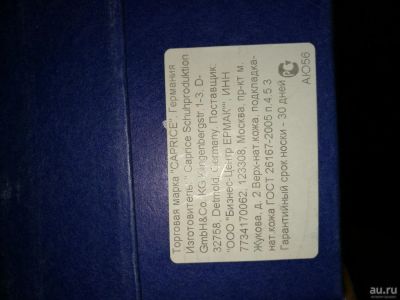 Торговая марка "CAPRICE", Германия
Изготовитель: " Caprice Schuhproduktion
GmbH&Co. KG Klingenbergstr 1-3. D-
32758, Detmold, Germany. Поставщик:
"ООО "Бизнес-Центр ЕРМАК"", ИНН
7734170062, 123308, Москва, пр-кт м.
Жукова, д. 2 Верх-нат.кожа, подкладка-
нат.кожа ГОСТ 26167-2005 п.4.5.3
Гарантийный срок носки - 30 дней
АЮ56
au.ru